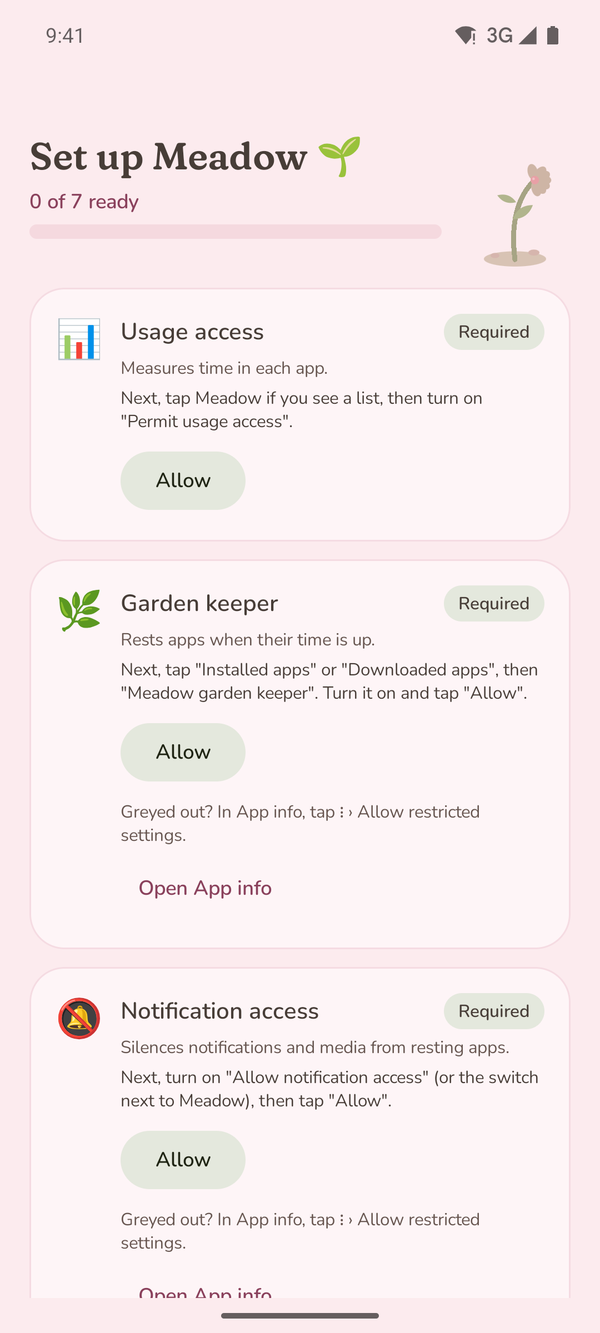 9:41
3G
Set up Meadow 🌱
0 of 7 ready
Usage access
Required
Measures time in each app.
Next, tap Meadow if you see a list, then turn on
"Permit usage access".
Allow
Garden keeper
Required
Rests apps when their time is up.
Next, tap "Installed apps" or "Downloaded apps", then
"Meadow garden keeper". Turn it on and tap "Allow".
Allow
Greyed out? In App info, tap ⋮ › Allow restricted
settings.
Open App info
Notification access
Required
Silences notifications and media from resting apps.
Next, turn on "Allow notification access" (or the switch
next to Meadow), then tap "Allow".
Allow
Greyed out? In App info, tap ⋮ › Allow restricted
settings.
Open App info